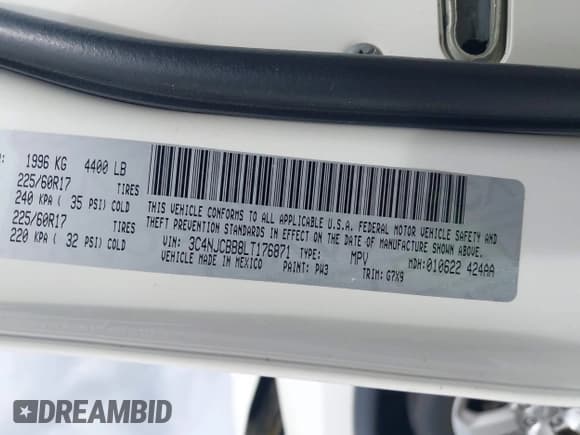 1996 KG 4400 LB
225/60R17 TIRES
240 KPA ( 35 PSI) COLD
225/60R17 TIRES
220 KPA ( 32 PSI) COLD
THIS VEHICLE CONFORMS TO ALL APPLICABLE U.S.A. FEDERAL MOTOR VEHICLE SAFETY AND
THEFT PREVENTION STANDARDS IN EFFECT ON THE DATE OF MANUFACTURE SHOWN ABOVE.
VIN: 3C4NJCBB8LT176871 TYPE: MPV MDH: 010622 424AA
VEHICLE MADE IN MEXICO PAINT: PW3 TRIM: G7X9
DREAMBID